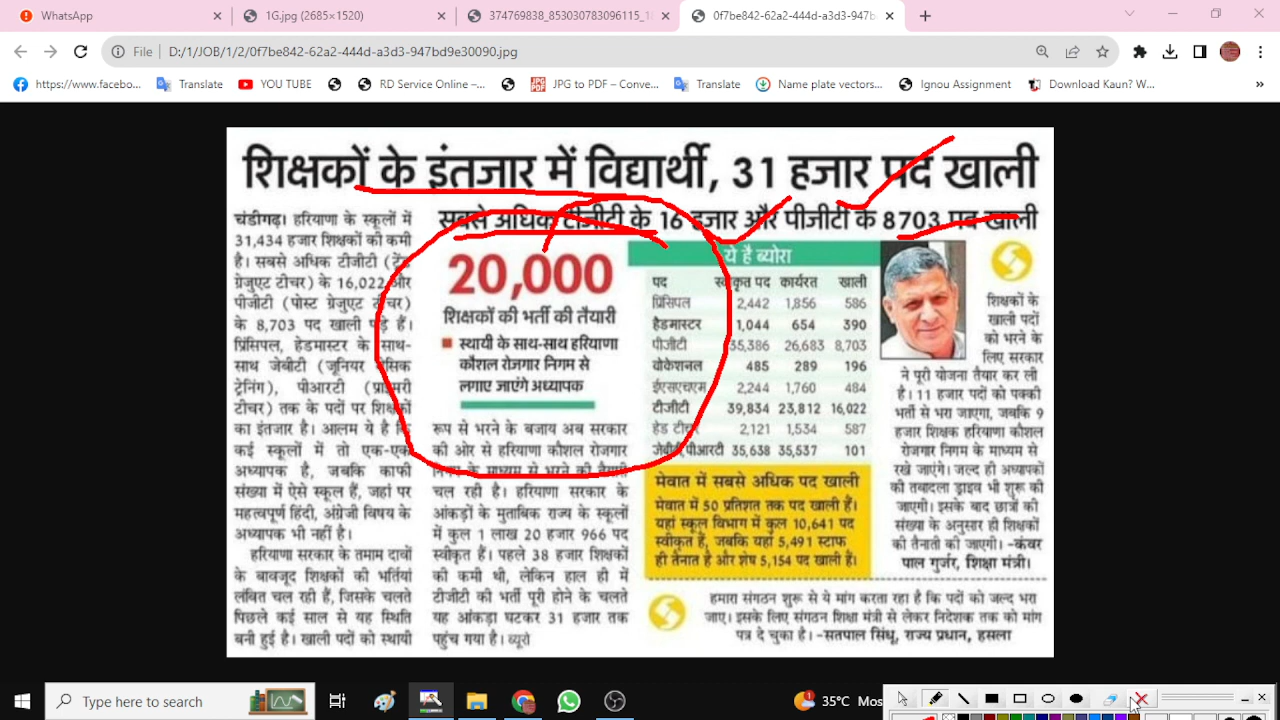 WhatsApp
1G.jpg (2685×1520)
374769838_853030783096115_1
0f7be842-62a2-444d-a3d3-947b
File
D:/1/JOB/1/2/0f7be842-62a2-444d-a3d3-947bd9e30090.jpg
https://www.facebo...
Translate
YOU TUBE
RD Service Online –...
JPG to PDF – Conve...
Translate
Name plate vectors...
Ignou Assignment
Download Kaun? W...
शिक्षकों के इंतजार में विद्यार्थी, 31 हजार पद खाली
सबसे अधिक टीजीटी के 16 हजार और पीजीटी के 8703 पद खाली
चंडीगढ़। हरियाणा के स्कूलों में
31,434 हजार शिक्षकों की कमी
है। सबसे अधिक टीजीटी (ट्रेंड
ग्रेजुएट टीचर) के 16,022 और
पीजीटी (पोस्ट ग्रेजुएट टीचर)
के 8,703 पद खाली पड़े हैं।
प्रिंसिपल, हेडमास्टर के साथ-
साथ जेबीटी (जूनियर बेसिक
ट्रेनिंग), पीआरटी (प्राइमरी
टीचर) तक के पदों पर शिक्षकों
का इंतजार है। आलम ये है कि
कई स्कूलों में तो एक-एक
अध्यापक है, जबकि काफी
संख्या में ऐसे स्कूल हैं, जहां पर
महत्वपूर्ण हिंदी, अंग्रेजी विषय के
अध्यापक भी नहीं है।
हरियाणा सरकार के तमाम दावों
के बावजूद शिक्षकों की भर्तियां
लंबित चल रही हैं, जिसके चलते
पिछले कई साल से यह स्थिति
बनी हुई है। खाली पदों को स्थायी
20,000
शिक्षकों की भर्ती की तैयारी
स्थायी के साथ-साथ हरियाणा
कौशल रोजगार निगम से
लगाए जाएंगे अध्यापक
रूप से भरने के बजाय अब सरकार
की ओर से हरियाणा कौशल रोजगार
निगम के माध्यम से भरने की तैयारी
चल रही है। हरियाणा सरकार के
आंकड़ों के मुताबिक राज्य के स्कूलों
में कुल 1 लाख 20 हजार 966 पद
स्वीकृत हैं। पहले 38 हजार शिक्षकों
की कमी थी, लेकिन हाल ही में
टीजीटी की भर्ती पूरी होने के चलते
यह आंकड़ा घटकर 31 हजार तक
पहुंच गया है। ब्यूरो
ये है ब्योरा
पद स्वीकृत पद कार्यरत खाली
प्रिंसिपल 2,442 1,856 586
हैडमास्टर 1,044 654 390
पीजीटी 35,386 26,683 8,703
वोकेशनल 485 289 196
ईएसएचएम 2,244 1,760 484
टीजीटी 39,834 23,812 16,022
हेड टीचर 2,121 1,534 587
जेबीटी/पीआरटी 35,638 35,537 101
मेवात में सबसे अधिक पद खाली
मेवात में 50 प्रतिशत तक पद खाली हैं।
यहां स्कूल विभाग में कुल 10,641 पद
स्वीकृत हैं, जबकि यहां 5,491 स्टाफ
ही तैनात है और शेष 5,154 पद खाली हैं।
शिक्षकों के
खाली पदों
को भरने के
लिए सरकार
ने पूरी योजना तैयार कर ली
है। 11 हजार पदों को पक्की
भर्ती से भरा जाएगा, जबकि 9
हजार शिक्षक हरियाणा कौशल
रोजगार निगम के माध्यम से
रखे जाएंगे। जल्द ही अध्यापकों
की तबादला ड्राइव भी शुरू की
जाएगी। इसके बाद छात्रों की
संख्या के अनुसार ही शिक्षकों
की तैनाती की जाएगी। -कंवर
पाल गुर्जर, शिक्षा मंत्री।
हमारा संगठन शुरू से ये मांग करता रहा है कि पदों को जल्द भरा
जाए। इसके लिए संगठन शिक्षा मंत्री से लेकर निदेशक तक को मांग
पत्र दे चुका है। -सतपाल सिंधू, राज्य प्रधान, हसला
Type here to search
35°C Mos